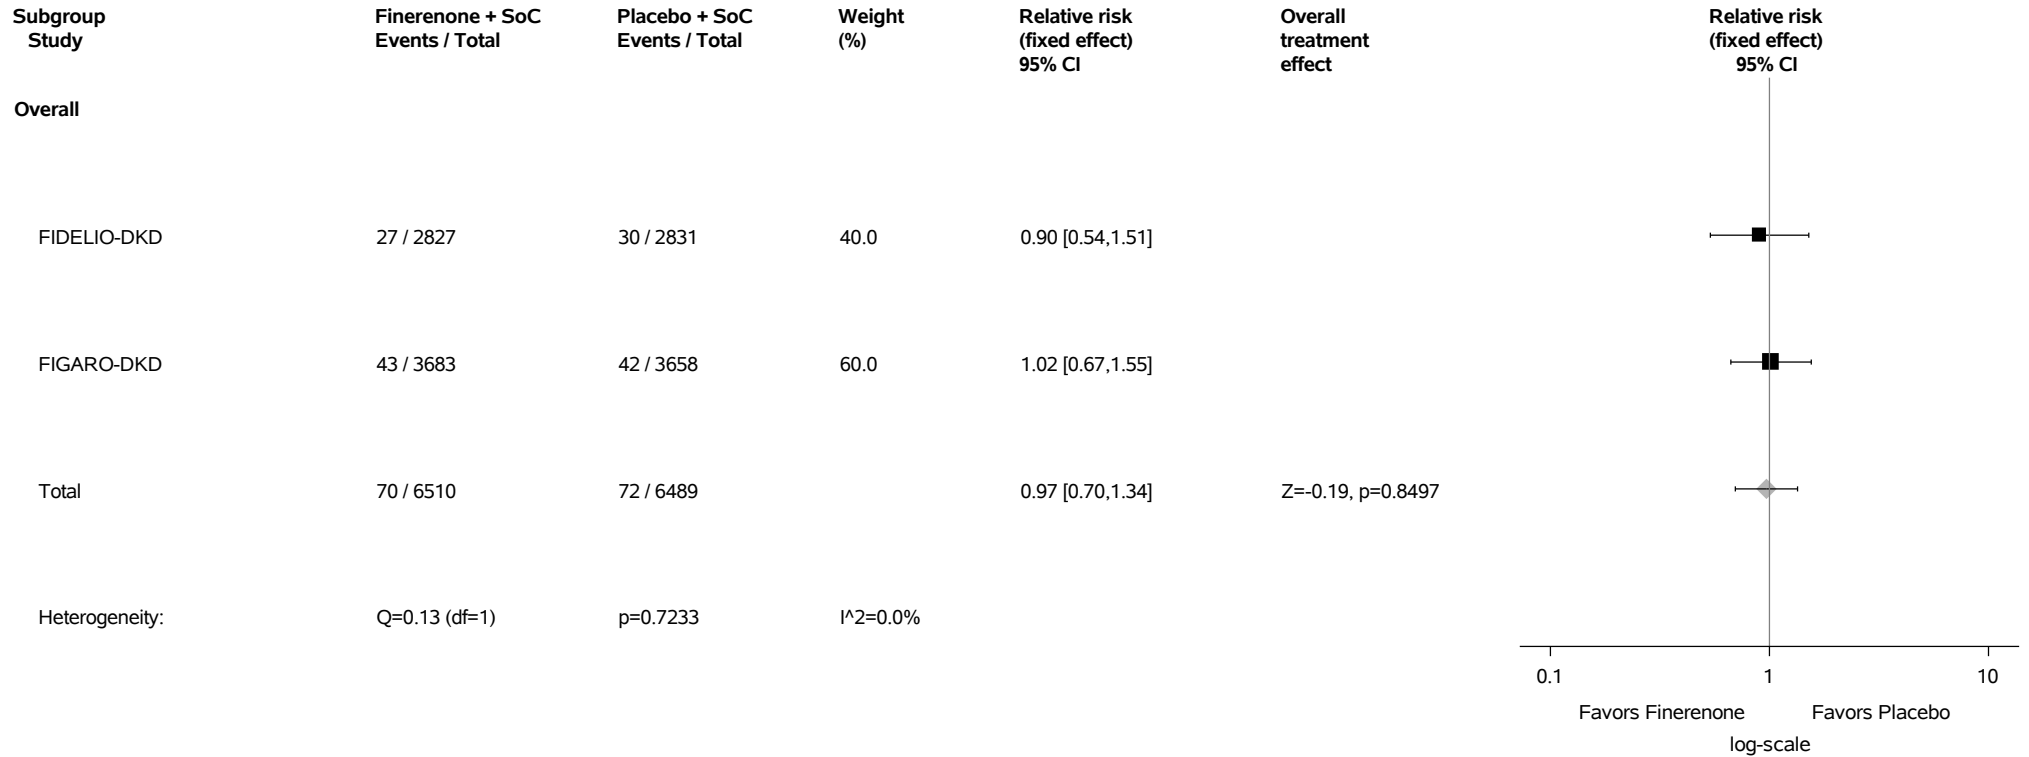 Subgroup Finerenone + SoC Placebo + SoC Weight Relative risk Overall Relative risk
Study Events / Total Events / Total (%) (fixed effect) treatment (fixed effect)
95% CI effect 95% CI
Overall
FIDELIO-DKD 27 / 2827 30 / 2831 40.0 0.90 [0.54,1.51]
FIGARO-DKD 43 / 3683 42 / 3658 60.0 1.02 [0.67,1.55]
Total 70 / 6510 72 / 6489 0.97 [0.70,1.34] Z=-0.19, p=0.8497
Heterogeneity: Q=0.13 (df=1) p=0.7233 I^2=0.0%
0.1 1 10
Favors Finerenone Favors Placebo
log-scale